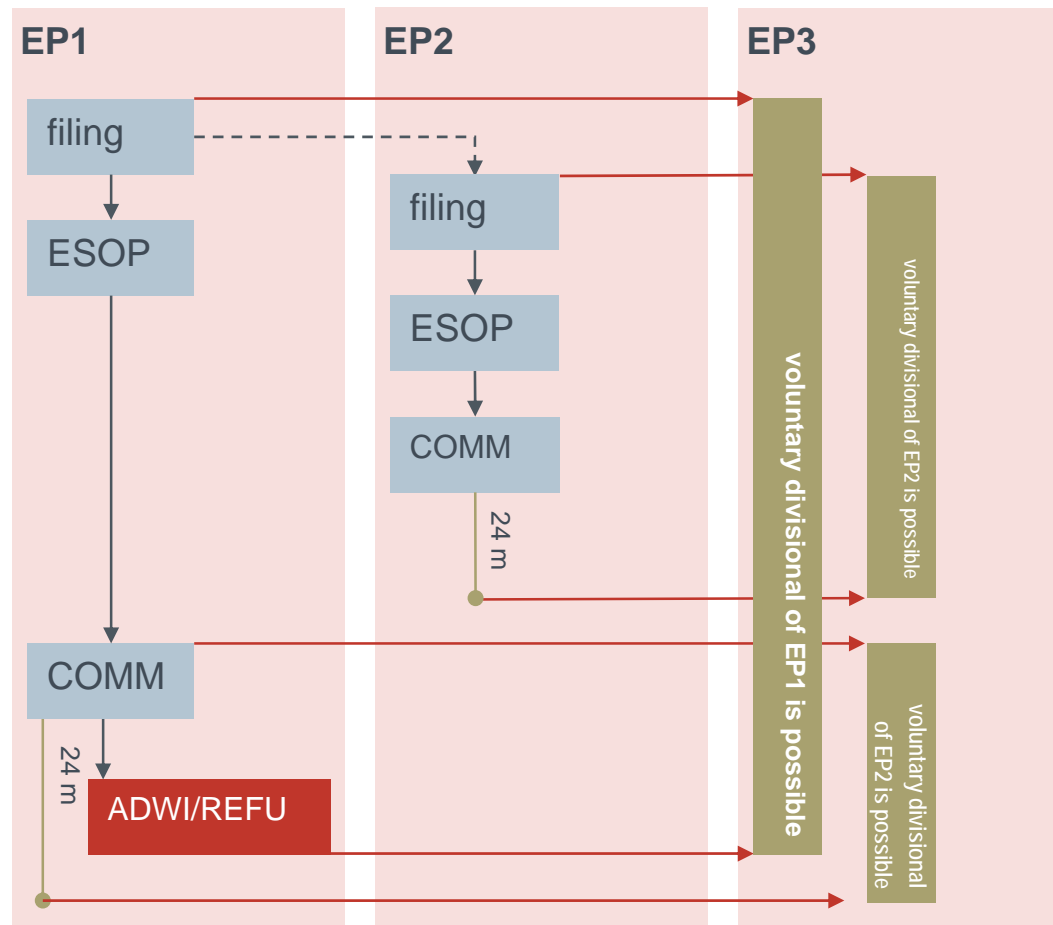 EP1
filing
ESOP
COMM
24 m
ADWI/REFU
EP2
filing
ESOP
COMM
24 m
EP3
voluntary divisional of EP1 is possible
voluntary divisional of EP2 is possible
voluntary divisional
of EP2 is possible